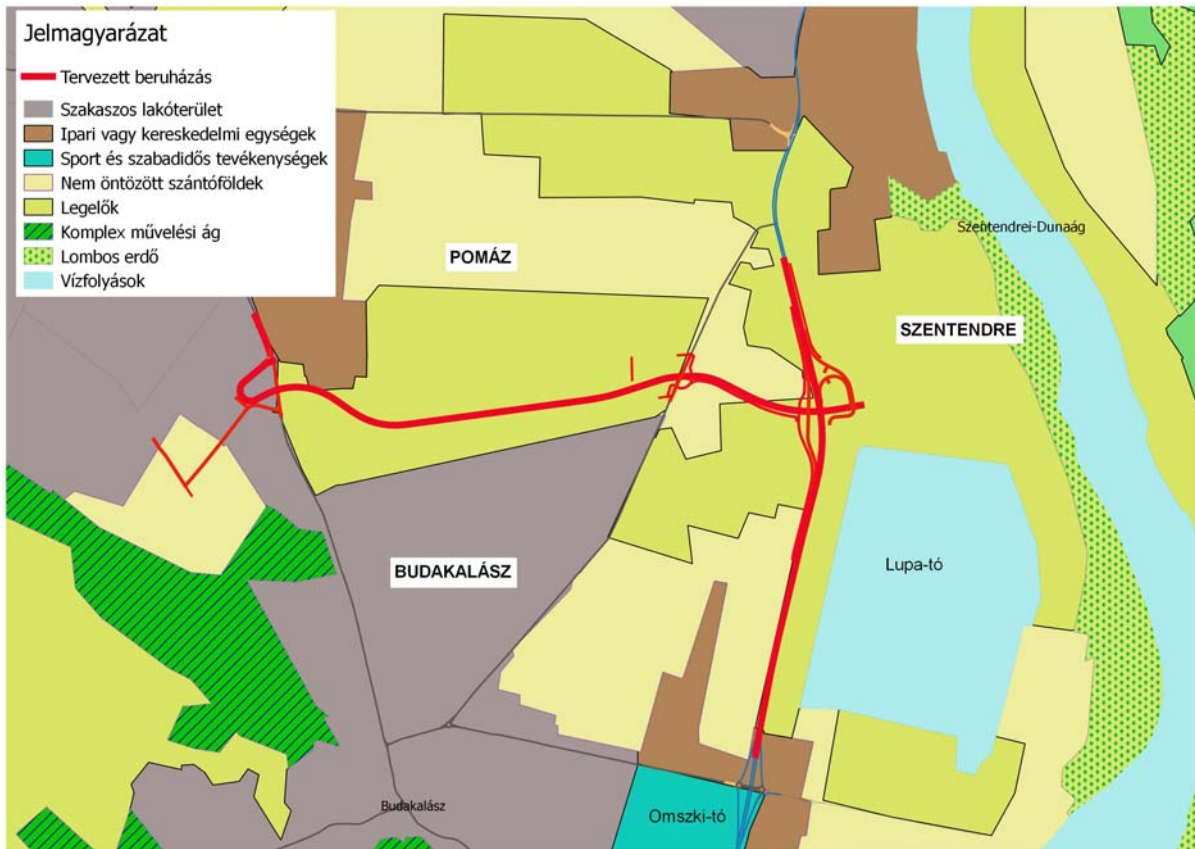 Jelmagyarázat
Tervezett beruházás
Szakaszos lakóterület
Ipari vagy kereskedelmi egységek
Sport és szabadidős tevékenységek
Nem öntözött szántóföldek
Legelők
Komplex művelési ág
Lombos erdő
Vízfolyások
Szentendrei-Dunaág
POMÁZ
SZENTENDRE
Lupa-tó
BUDAKALÁSZ
Budakalász
Omszki-tó